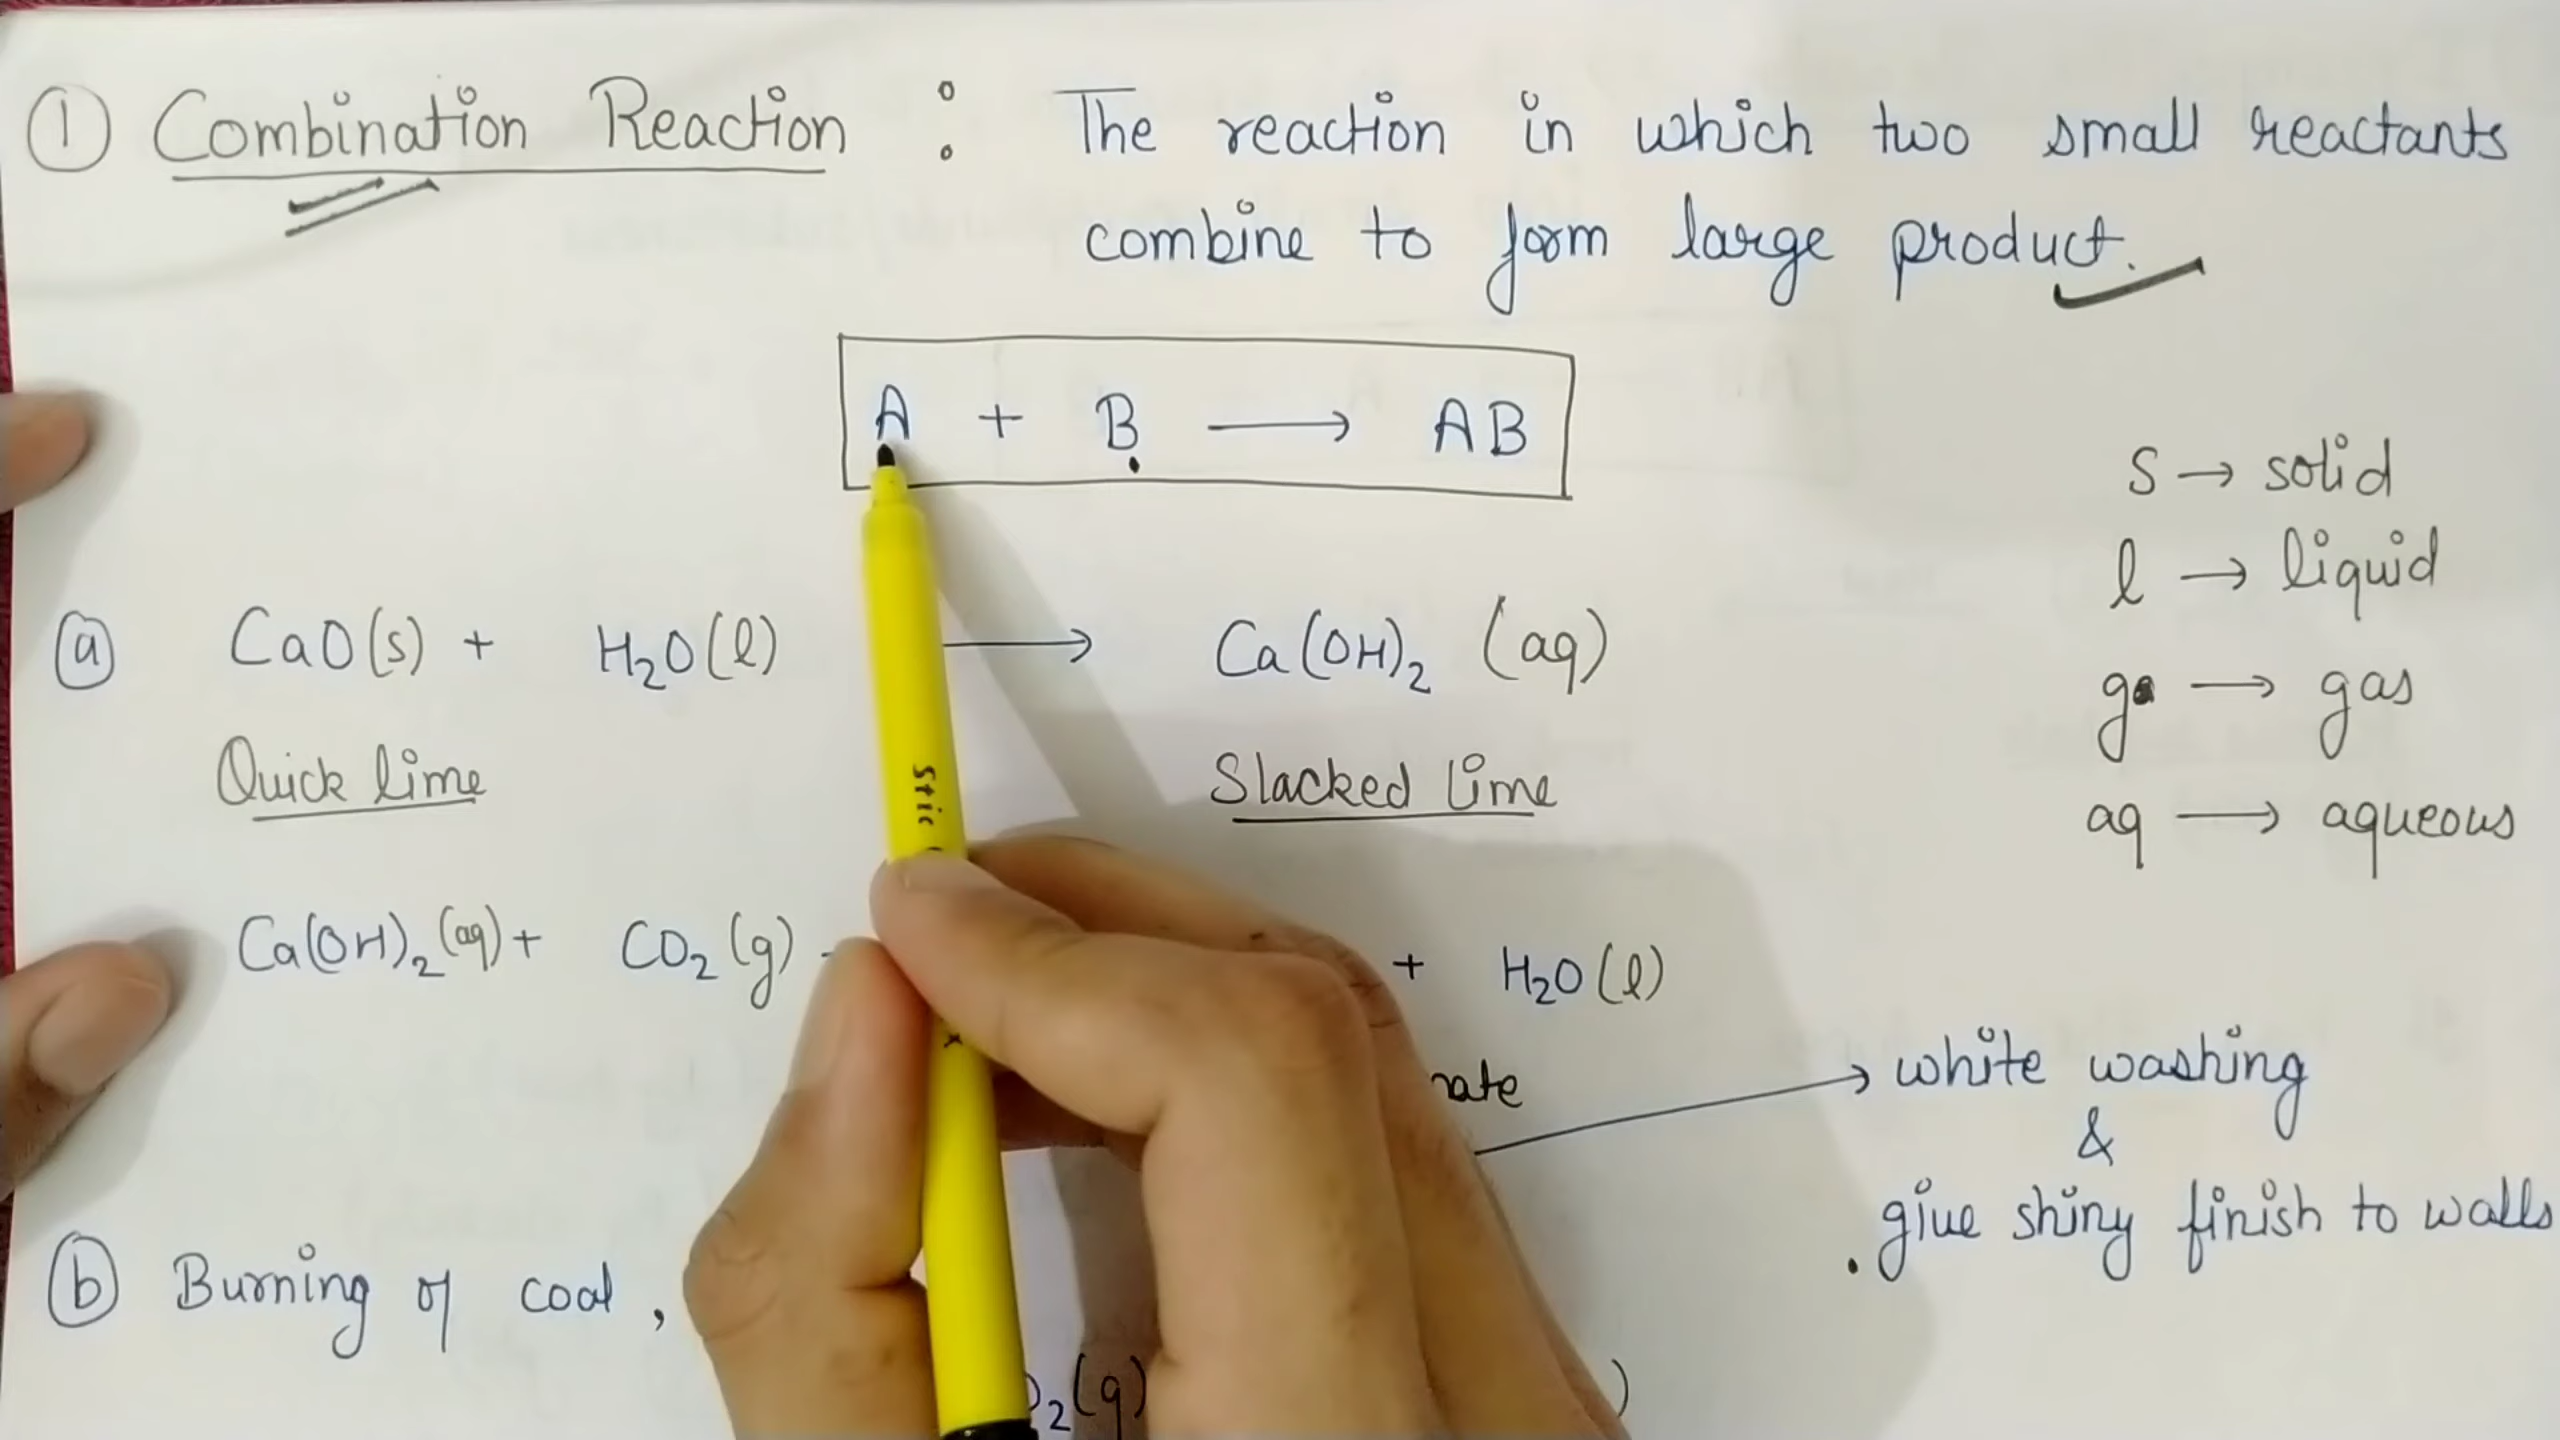 ① Combination Reaction : The reaction in which two small reactants
combine to form large product.
A + B → AB
s → solid
l → liquid
g → gas
aq → aqueous
ⓐ CaO(s) + H₂O(l) → Ca(OH)₂ (aq)
Quick lime Slacked Lime
Ca(OH)₂(aq) + CO₂(g) + H₂O(l)
→ white washing
&
give shiny finish to walls
ⓑ Burning of coal,
₂(g) )
Stic